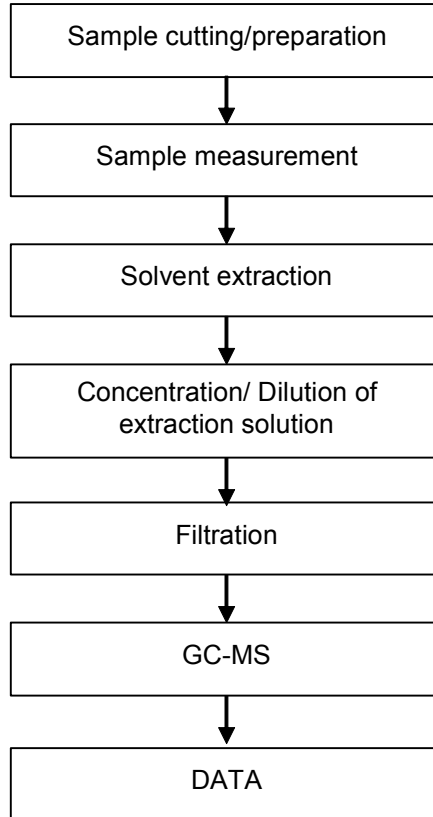 Sample cutting/preparation
Sample measurement
Solvent extraction
Concentration/ Dilution of
extraction solution
Filtration
GC-MS
DATA